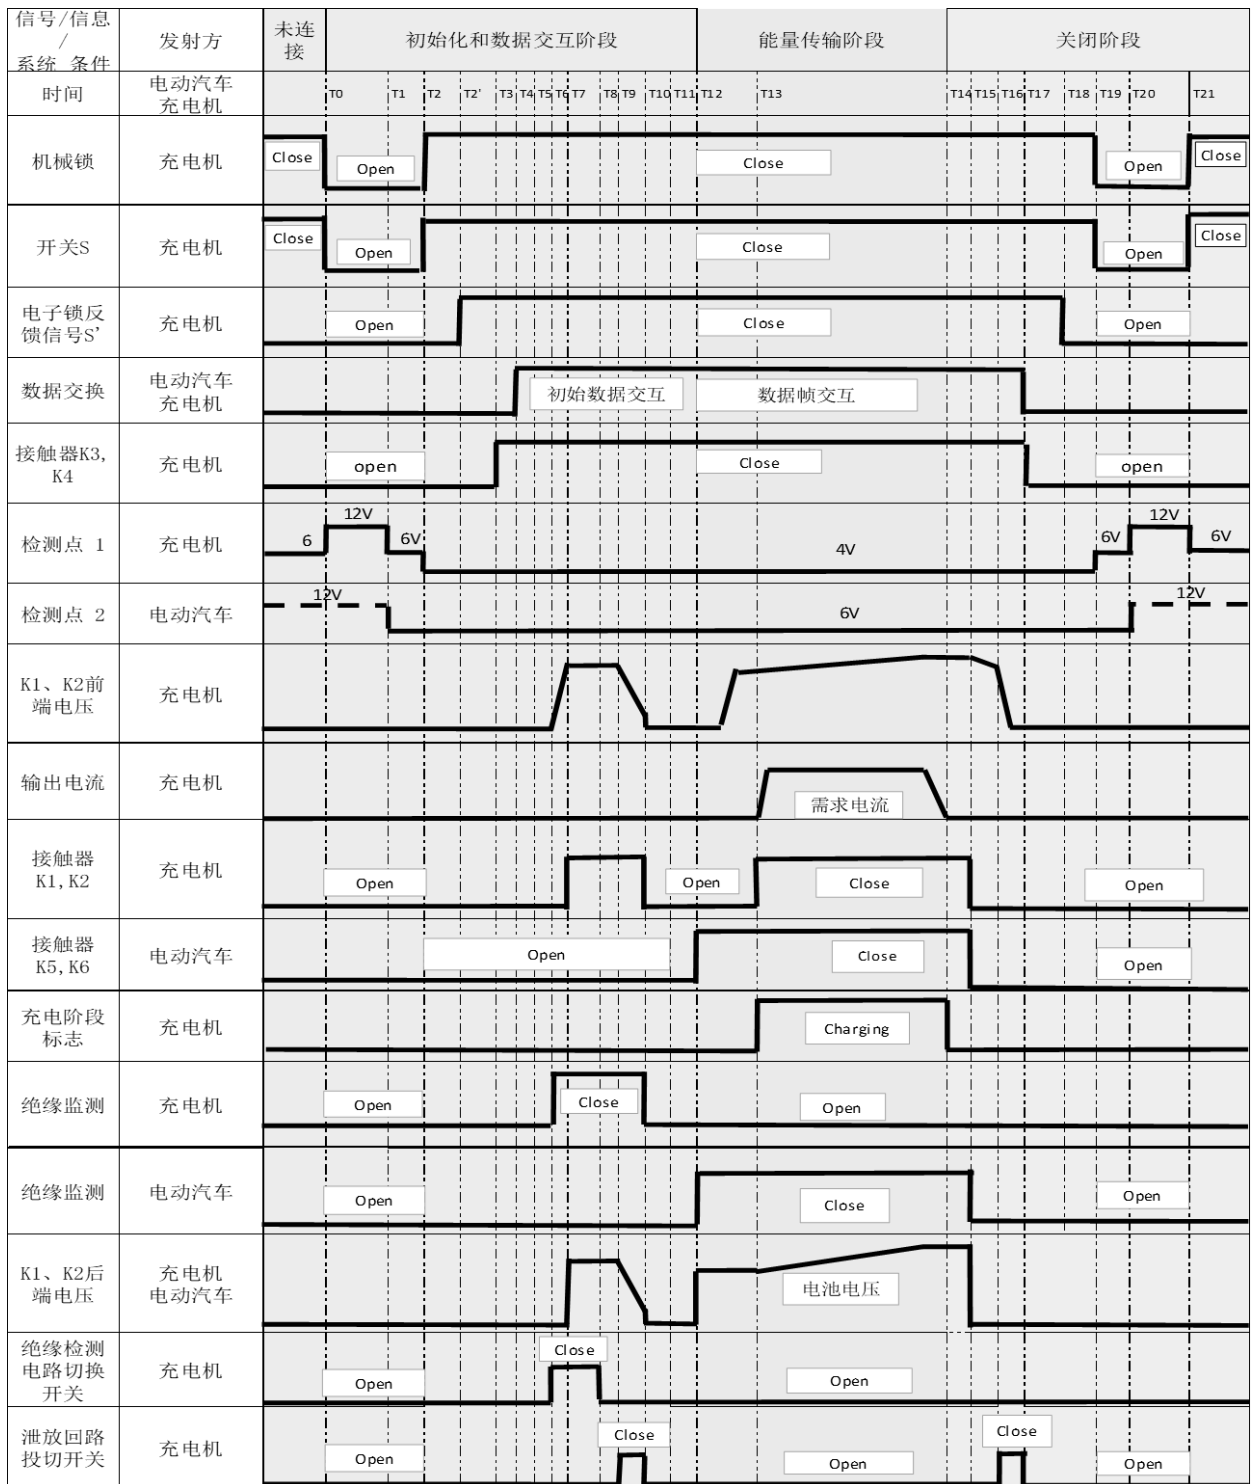 信号/信息
/
系统 条件
发射方
未连
接
初始化和数据交互阶段
能量传输阶段
关闭阶段
时间
电动汽车
充电机
T0
T1
T2
T2'
T3
T4
T5
T6
T7
T8
T9
T10
T11
T12
T13
T14
T15
T16
T17
T18
T19
T20
T21
机械锁
充电机
Close
Open
Close
Open
Close
开关S
充电机
Close
Open
Close
Open
Close
电子锁反
馈信号S’
充电机
Open
Close
Open
数据交换
电动汽车
充电机
初始数据交互
数据帧交互
接触器K3,
K4
充电机
open
Close
open
检测点 1
充电机
6
12V
6V
4V
6V
12V
6V
检测点 2
电动汽车
12V
6V
12V
K1、K2前
端电压
充电机
输出电流
充电机
需求电流
接触器
K1,K2
充电机
Open
Open
Close
Open
接触器
K5,K6
电动汽车
Open
Close
Open
充电阶段
标志
充电机
Charging
绝缘监测
充电机
Open
Close
Open
绝缘监测
电动汽车
Open
Close
Open
K1、K2后
端电压
充电机
电动汽车
电池电压
绝缘检测
电路切换
开关
充电机
Open
Close
Open
泄放回路
投切开关
充电机
Open
Close
Open
Close
Open